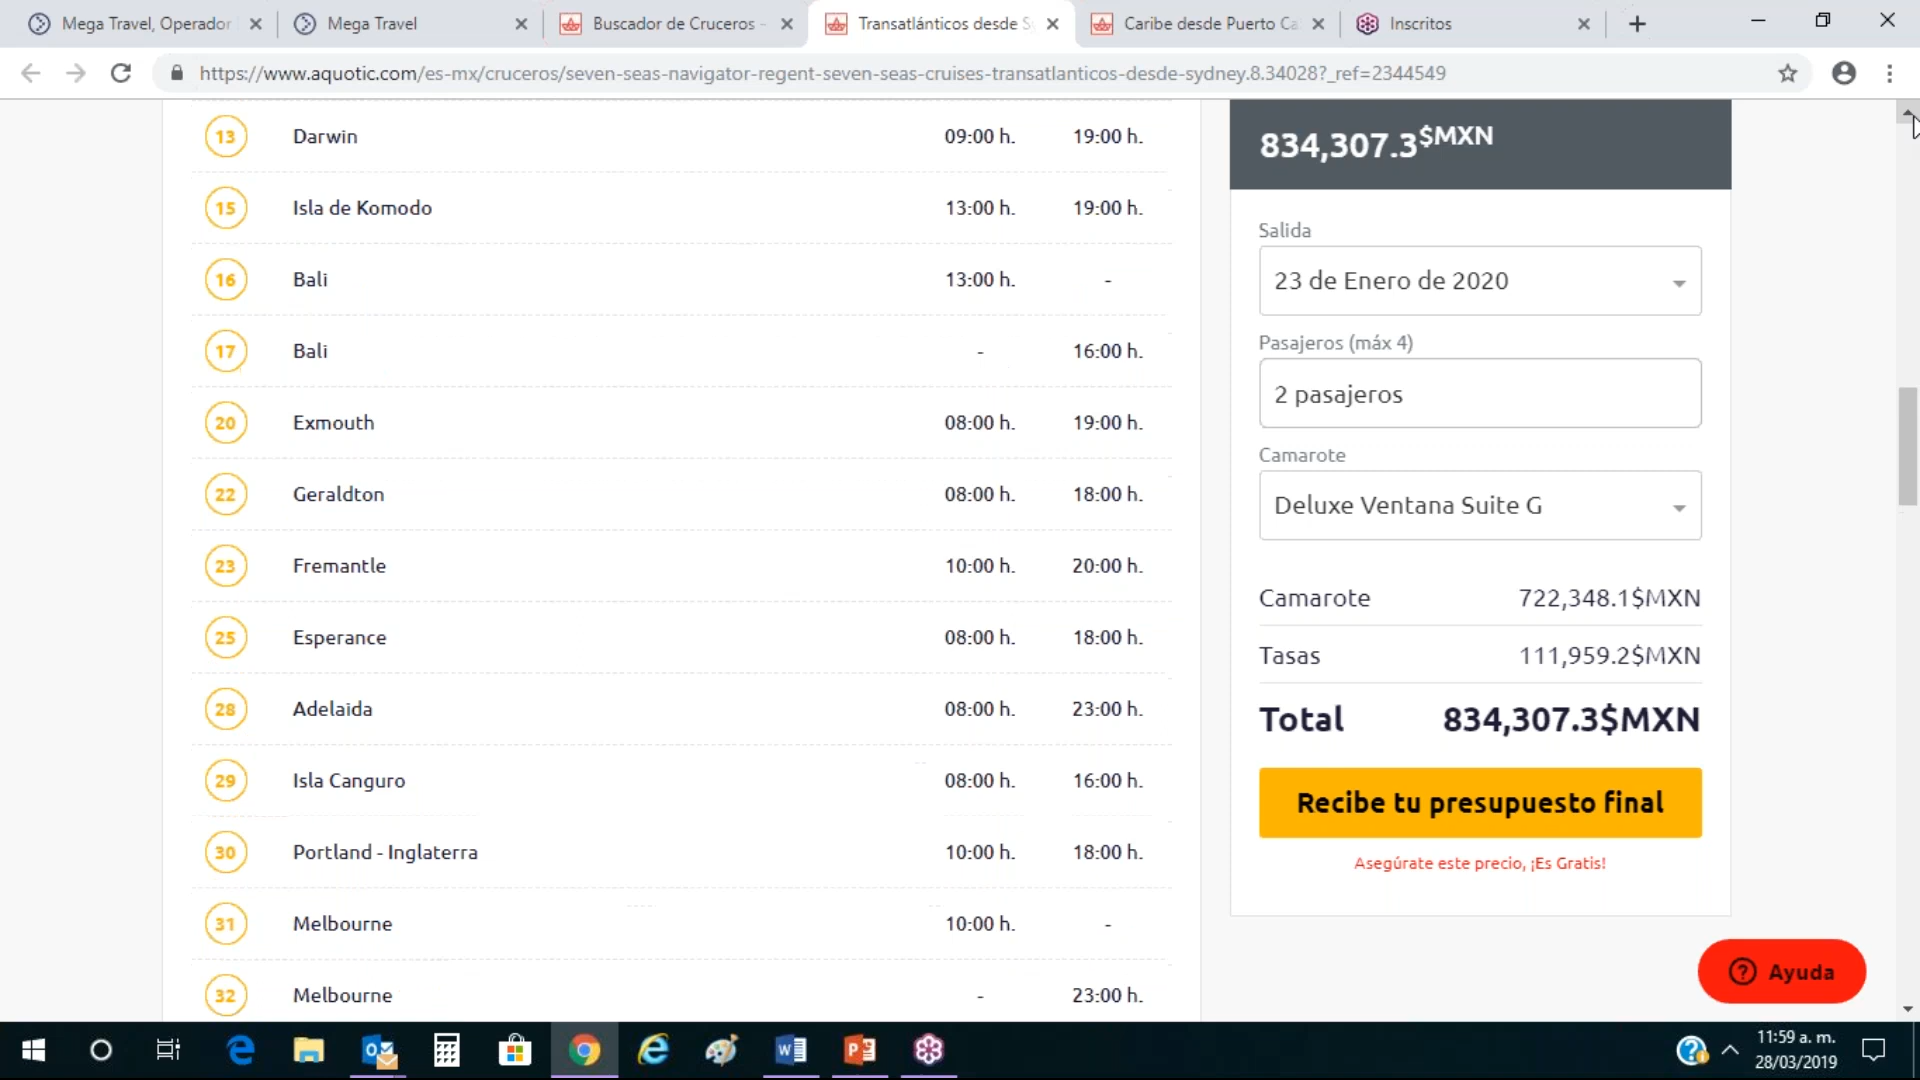 Mega Travel, Operador
Mega Travel
Buscador de Cruceros -
Transatlánticos desde S
Caribe desde Puerto Ca
Inscritos
https://www.aquotic.com/es-mx/cruceros/seven-seas-navigator-regent-seven-seas-cruises-transatlanticos-desde-sydney.8.34028?_ref=2344549
13 Darwin 09:00 h. 19:00 h.
15 Isla de Komodo 13:00 h. 19:00 h.
16 Bali 13:00 h. -
17 Bali - 16:00 h.
20 Exmouth 08:00 h. 19:00 h.
22 Geraldton 08:00 h. 18:00 h.
23 Fremantle 10:00 h. 20:00 h.
25 Esperance 08:00 h. 18:00 h.
28 Adelaida 08:00 h. 23:00 h.
29 Isla Canguro 08:00 h. 16:00 h.
30 Portland - Inglaterra 10:00 h. 18:00 h.
31 Melbourne 10:00 h. -
32 Melbourne - 23:00 h.
834,307.3$MXN
Salida
23 de Enero de 2020
Pasajeros (máx 4)
2 pasajeros
Camarote
Deluxe Ventana Suite G
Camarote 722,348.1$MXN
Tasas 111,959.2$MXN
Total 834,307.3$MXN
Recibe tu presupuesto final
Asegúrate este precio, ¡Es Gratis!
Ayuda
11:59 a. m.
28/03/2019